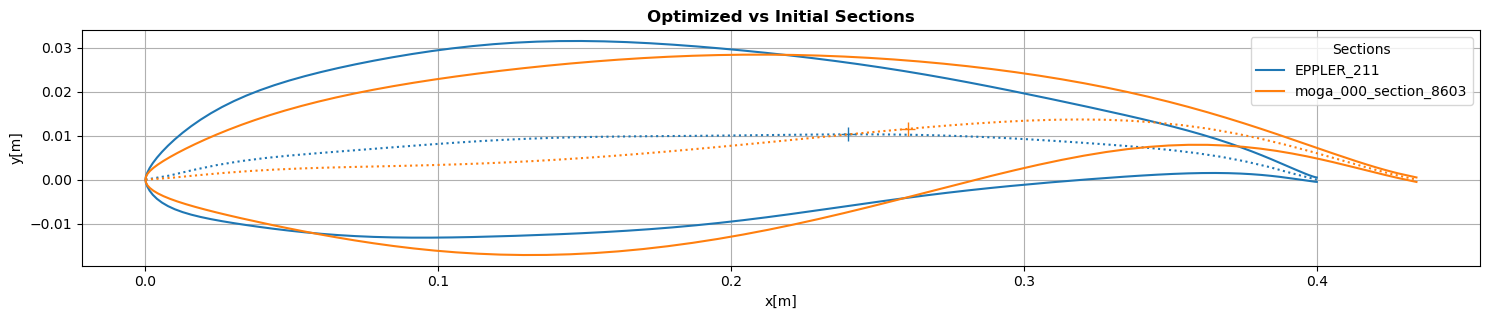 Optimized vs Initial Sections
Sections
EPPLER_211
moga_000_section_8603
y[m]
0.03
0.02
0.01
0.00
−0.01
0.0 0.1 0.2 0.3 0.4
x[m]